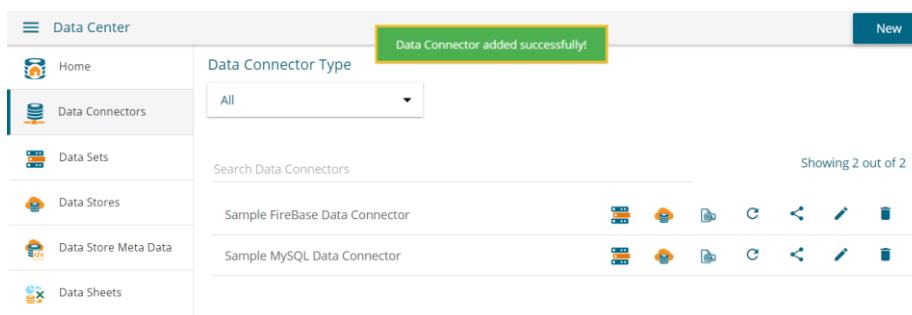 Data Center
Data Connector added successfully!
New
Home
Data Connectors
Data Sets
Data Stores
Data Store Meta Data
Data Sheets
Data Connector Type
All
Search Data Connectors
Showing 2 out of 2
Sample FireBase Data Connector
Sample MySQL Data Connector